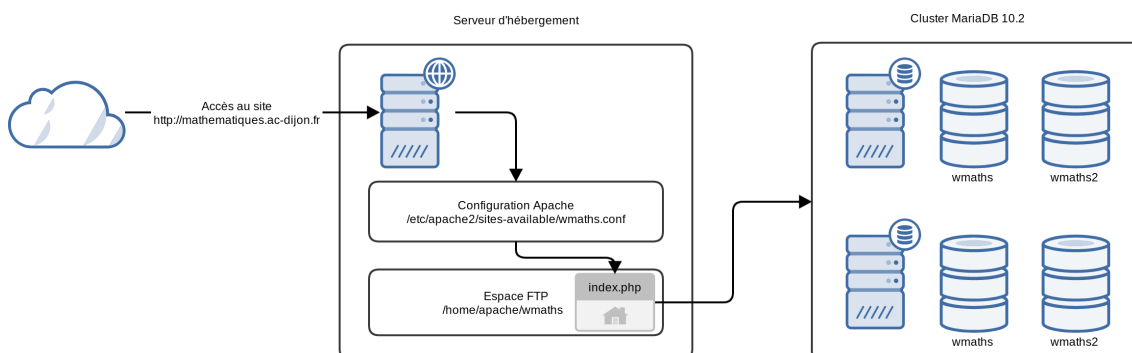 Serveur d'hébergement
Cluster MariaDB 10.2
Accès au site
http://mathematiques.ac-dijon.fr
Configuration Apache
/etc/apache2/sites-available/wmaths.conf
Espace FTP
/home/apache/wmaths
index.php
wmaths
wmaths2
wmaths
wmaths2